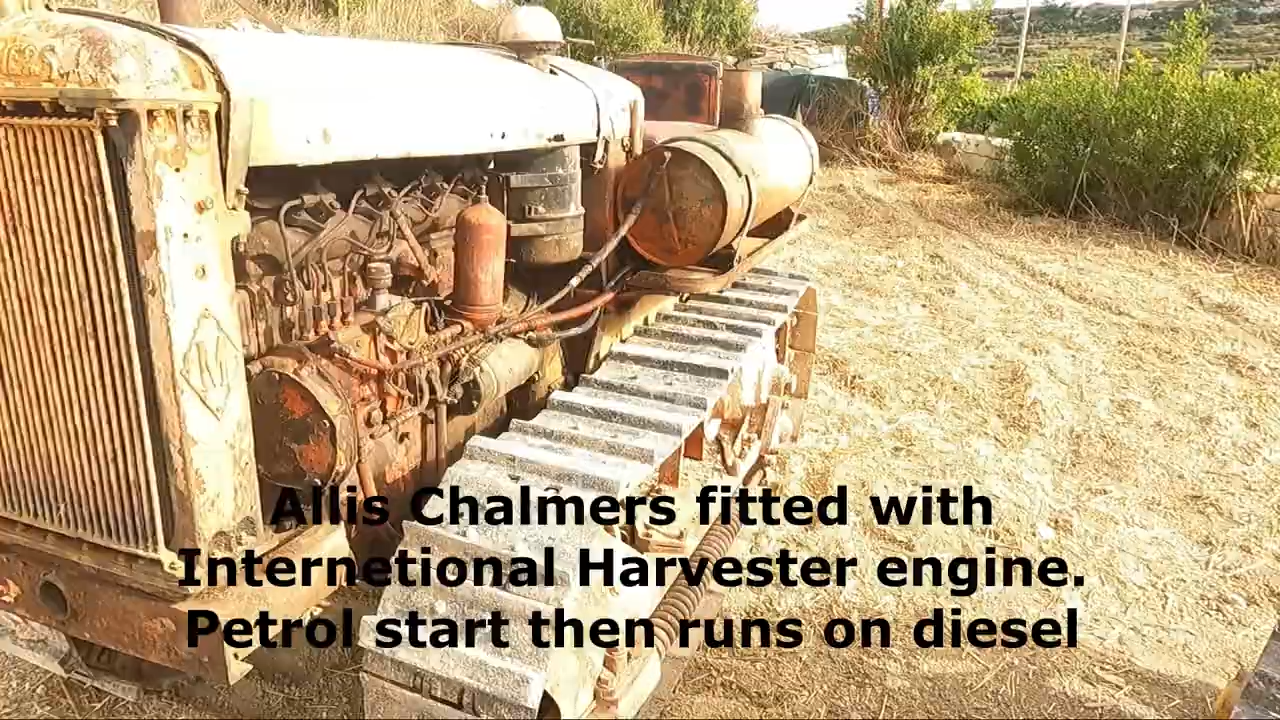 Allis Chalmers fitted with
Internetional Harvester engine.
Petrol start then runs on diesel